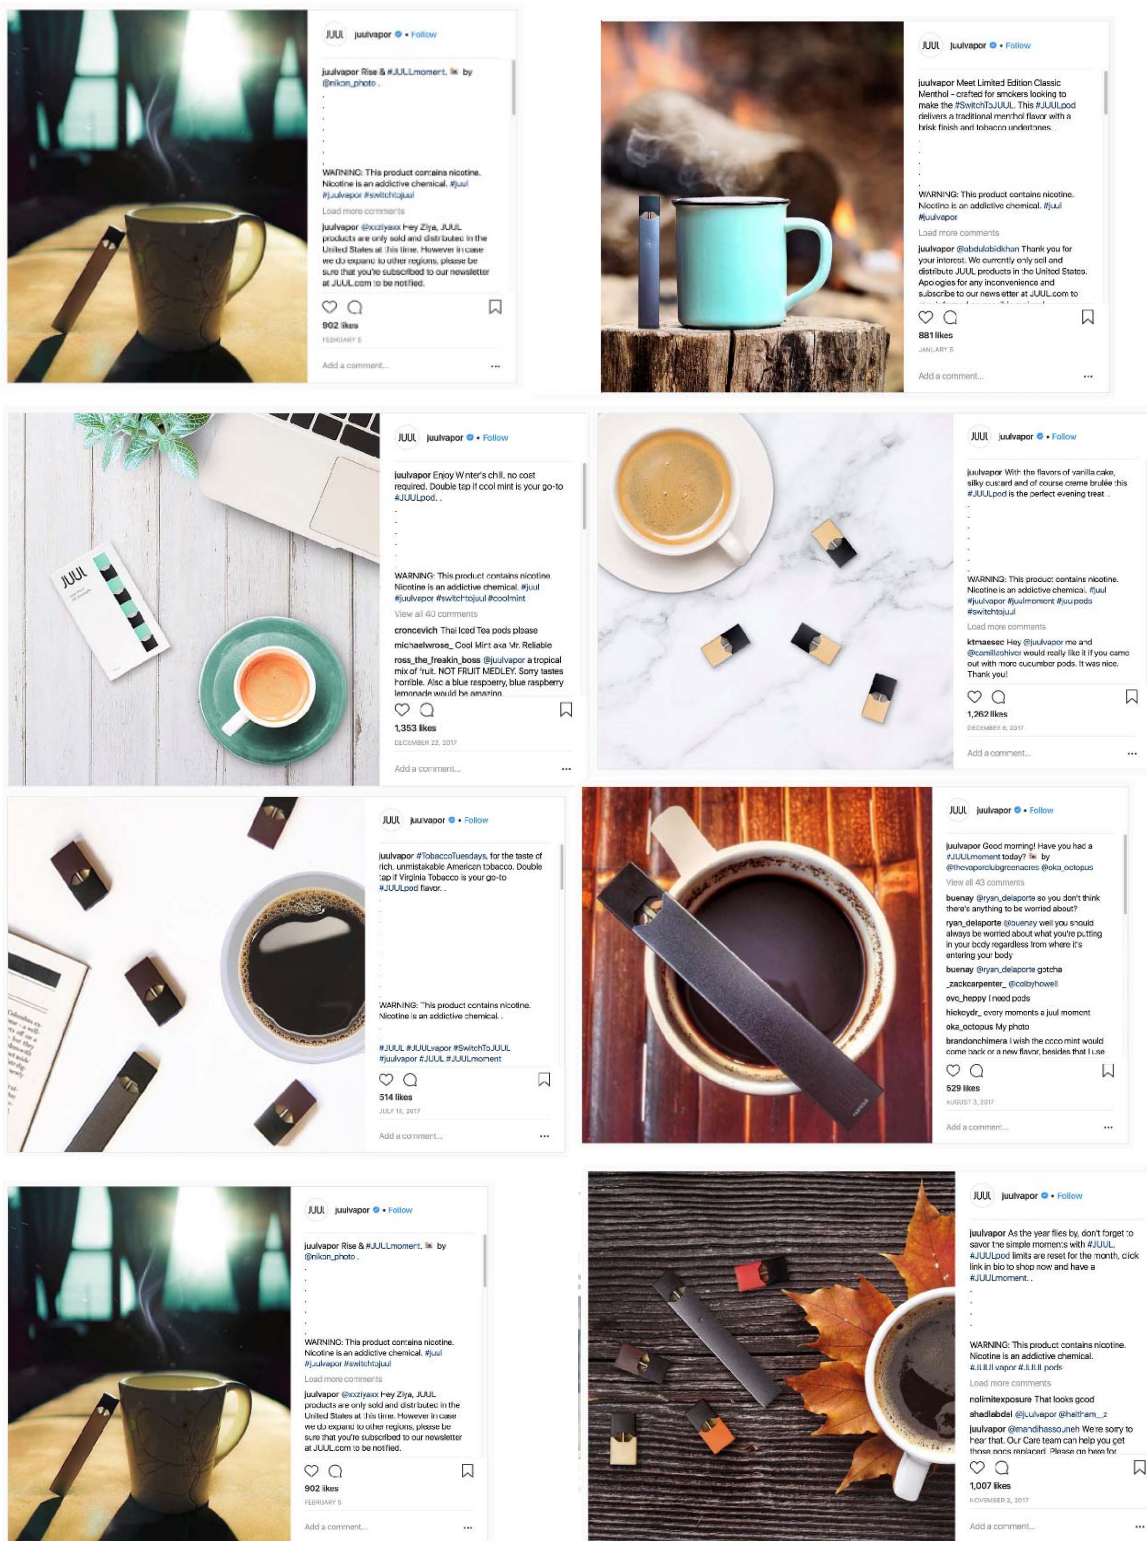 JUUL juulvapor • Follow
juulvapor Rise & #JUULmoment. by
@nikon_photo .
.
.
.
.
.
WARNING: This product contains nicotine.
Nicotine is an addictive chemical. #juul
#juulvapor #switchtojuul
Load more comments
juulvapor @xxziyaxx Hey Ziya, JUUL
products are only sold and distributed in the
United States at this time. However in case
we do expand to other regions, please be
sure that you're subscribed to our newsletter
at JUUL.com to be notified.
902 likes
FEBRUARY 5
Add a comment...
JUUL juulvapor • Follow
juulvapor Meet Limited Edition Classic
Menthol - crafted for smokers looking to
make the #SwitchToJUUL. This #JUULpod
delivers a traditional menthol flavor with a
brisk finish and tobacco undertones. .
.
.
.
.
WARNING: This product contains nicotine.
Nicotine is an addictive chemical. #juul
#juulvapor
Load more comments
juulvapor @abdulabidkhan Thank you for
your interest. We currently only sell and
distribute JUUL products in the United States.
Apologies for any inconvenience and
subscribe to our newsletter at JUUL.com to
881 likes
JANUARY 5
Add a comment...
JUUL
JUUL juulvapor • Follow
juulvapor Enjoy Winter's chill, no coat
required. Double tap if cool mint is your go-to
#JUULpod. .
.
.
.
.
.
WARNING: This product contains nicotine.
Nicotine is an addictive chemical. #juul
#juulvapor #switchtojuul #coolmint
View all 40 comments
croncevich Thai Iced Tea pods please
michaelwrose_ Cool Mint aka Mr. Reliable
ross_the_freakin_boss @juulvapor a tropical
mix of fruit. NOT FRUIT MEDLEY. Sorry tastes
horrible. Also a blue raspberry, blue raspberry
lemonade would be amazing
1,353 likes
DECEMBER 22, 2017
Add a comment...
JUUL juulvapor • Follow
juulvapor With the flavors of vanilla cake,
silky custard and of course creme brulée this
#JUULpod is the perfect evening treat. .
.
.
.
.
.
WARNING: This product contains nicotine.
Nicotine is an addictive chemical. #juul
#juulvapor #juulmoment #juulpods
#switchtojuul
Load more comments
ktmaesec Hey @juulvapor me and
@camillashiver would really like it if you came
out with more cucumber pods. It was nice.
Thank you!
1,262 likes
DECEMBER 6, 2017
Add a comment...
JUUL juulvapor • Follow
juulvapor #TobaccoTuesdays, for the taste of
rich, unmistakable American tobacco. Double
tap if Virginia Tobacco is your go-to
#JUULpod flavor. .
.
.
.
.
.
WARNING: This product contains nicotine.
Nicotine is an addictive chemical. .
#JUUL #JUULvapor #SwitchToJUUL
#juulvapor #JUUL #JUULmoment
514 likes
JULY 18, 2017
Add a comment...
JUUL juulvapor • Follow
juulvapor Good morning! Have you had a
#JUULmoment today? by
@thevaporclubgreenacres @oka_octopus
View all 43 comments
buenay @ryan_delaporte so you don't think
there's anything to be worried about?
ryan_delaporte @buenay well you should
always be worried about what you're putting
in your body regardless from where it's
entering your body
buenay @ryan_delaporte gotcha
_zackcarpenter_ @colbyhowell
ovo_heppy I need pods
hickoydr_ every moments a juul moment
oka_octopus My photo
brandonchimera I wish the coco mint would
come back or a new flavor, besides that I use
529 likes
AUGUST 3, 2017
Add a comment...
JUUL juulvapor • Follow
juulvapor Rise & #JUULmoment. by
@nikon_photo .
.
.
.
.
.
WARNING: This product contains nicotine.
Nicotine is an addictive chemical. #juul
#juulvapor #switchtojuul
Load more comments
juulvapor @xxziyaxx Hey Ziya, JUUL
products are only sold and distributed in the
United States at this time. However in case
we do expand to other regions, please be
sure that you're subscribed to our newsletter
at JUUL.com to be notified.
902 likes
FEBRUARY 5
Add a comment...
JUUL juulvapor • Follow
juulvapor As the year flies by, don't forget to
savor the simple moments with #JUUL.
#JUULpod limits are reset for the month, click
link in bio to shop now and have a
#JUULmoment. .
.
.
.
.
WARNING: This product contains nicotine.
Nicotine is an addictive chemical.
#JUULvapor #JUULpods
Load more comments
nolimitexposure That looks good
shadlabdel @juulvapor @haitham__z
juulvapor @mandihassouneh We're sorry to
hear that. Our Care team can help you get
those pods replaced. Please go here for
1,007 likes
NOVEMBER 2, 2017
Add a comment...